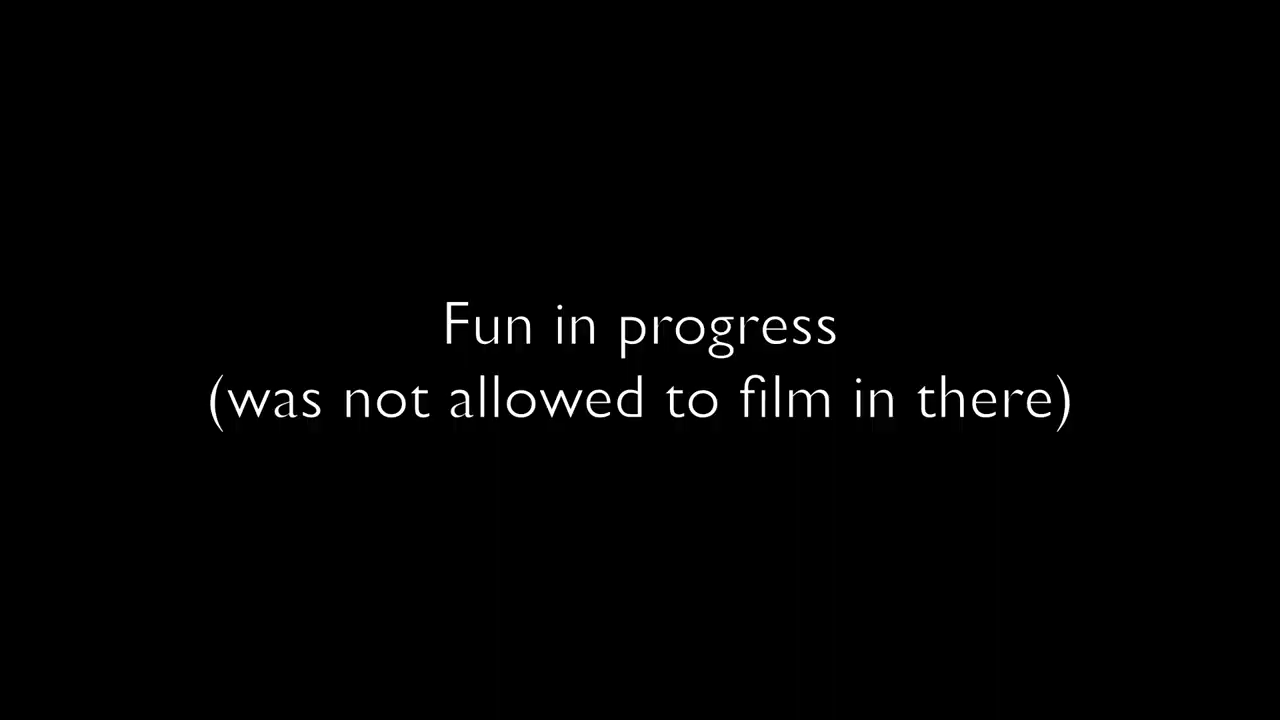 Fun in progress
(was not allowed to film in there)